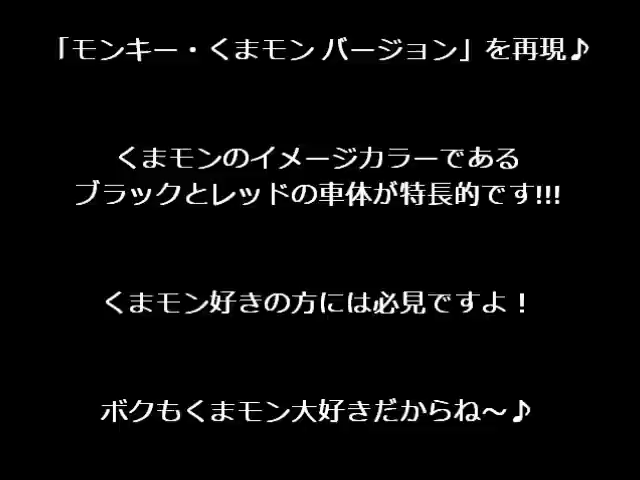 「モンキー・くまモン バージョン」を再現♪
くまモンのイメージカラーである
ブラックとレッドの車体が特長的です!!!
くまモン好きの方には必見ですよ！
ボクもくまモン大好きだからね～♪